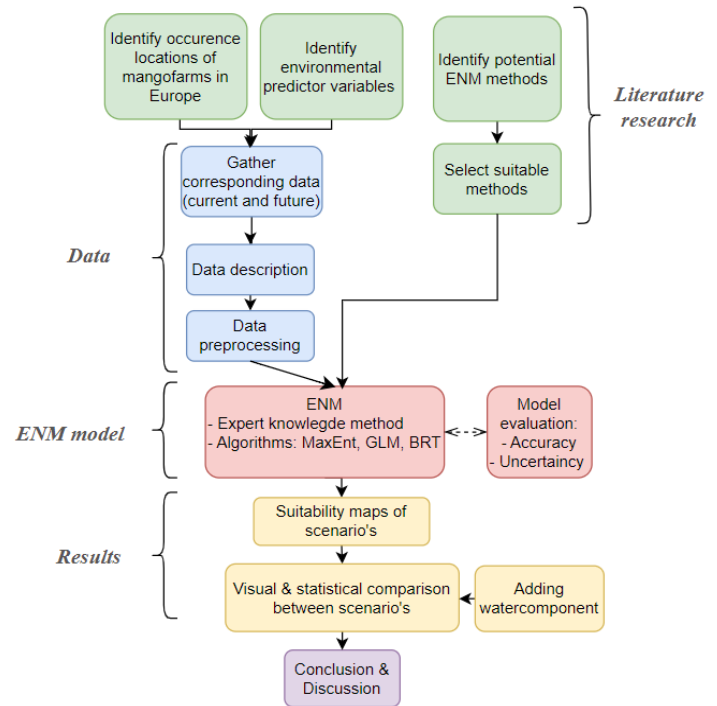 Identify occurence
locations of
mangofarms in
Europe
Identify
environmental
predictor variables
Identify potential
ENM methods
Literature
research
Gather
corresponding data
(current and future)
Select suitable
methods
Data
Data description
Data
preprocessing
ENM model
ENM
- Expert knowlegde method
- Algorithms: MaxEnt, GLM, BRT
Model
evaluation:
- Accuracy
- Uncertaincy
Results
Suitability maps of
scenario's
Visual & statistical comparison
between scenario's
Adding
watercomponent
Conclusion &
Discussion